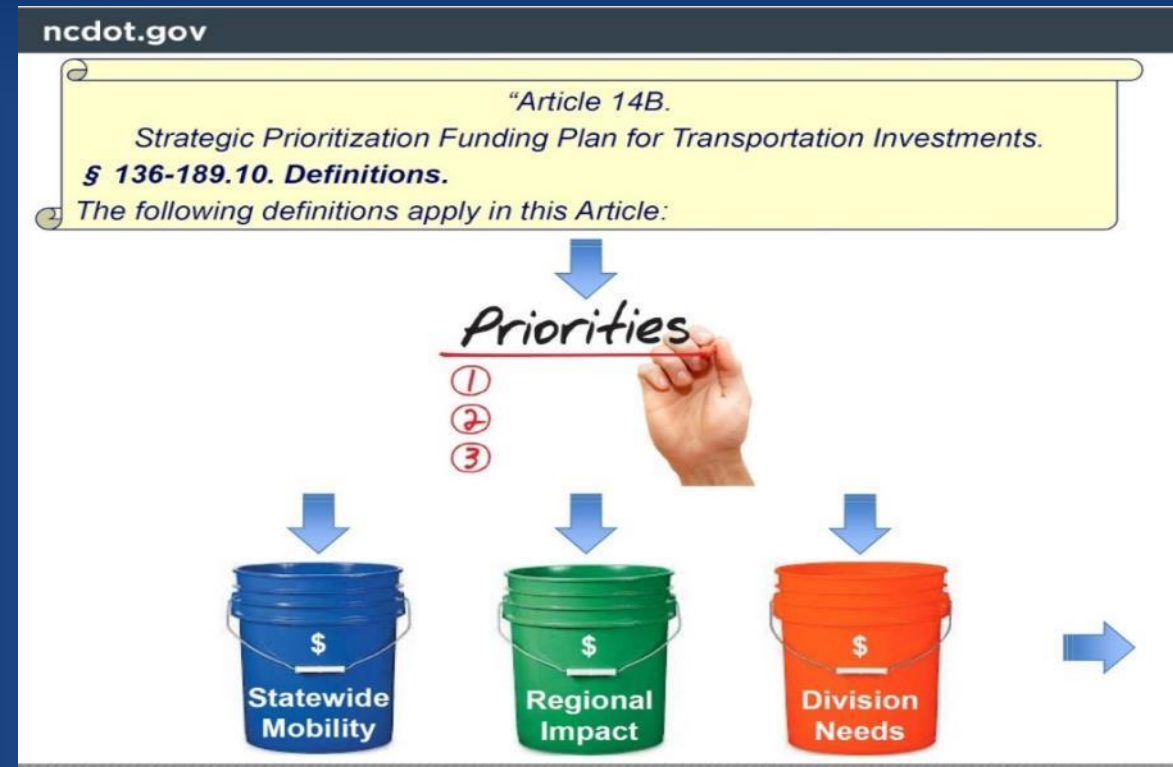 ncdot.gov
“Article 14B.
Strategic Prioritization Funding Plan for Transportation Investments.
§ 136-189.10. Definitions.
The following definitions apply in this Article:
Priorities
1
2
3
$
Statewide
Mobility
$
Regional
Impact
$
Division
Needs